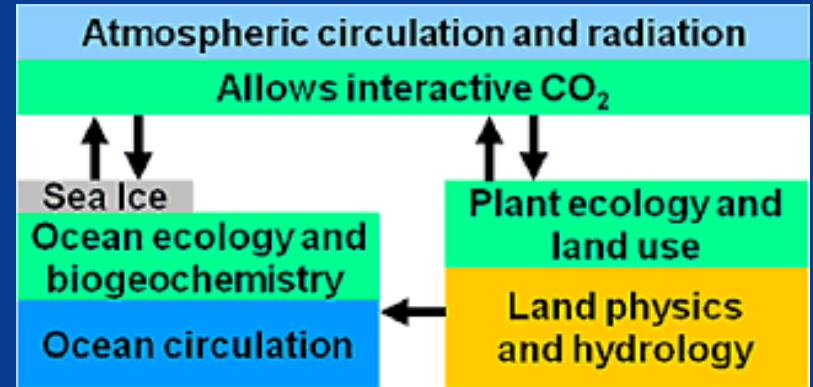 Atmospheric circulation and radiation
Allows interactive CO₂
Sea Ice
Ocean ecology and
biogeochemistry
Ocean circulation
Plant ecology and
land use
Land physics
and hydrology